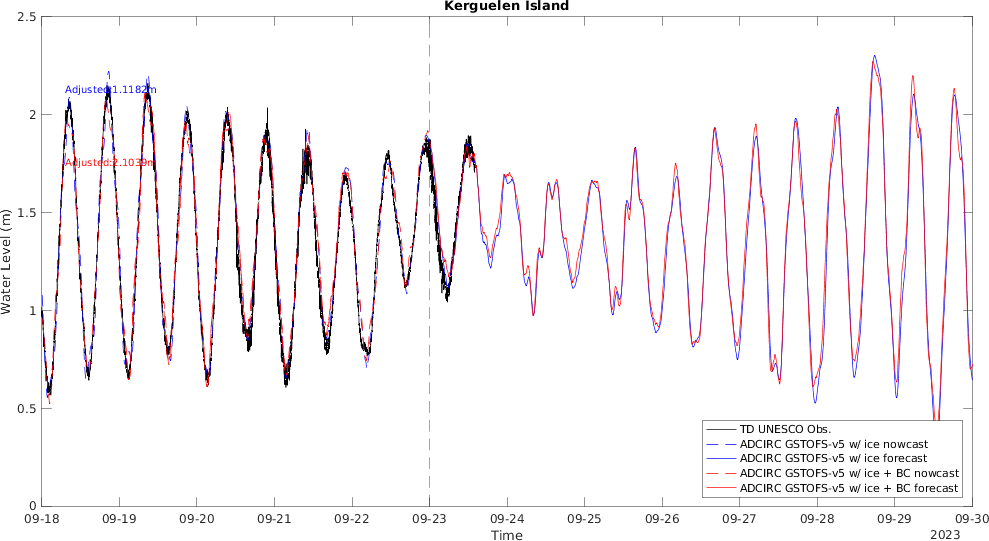 Kerguelen Island
2.5
2
1.5
1
0.5
0
Water Level (m)
Adjusted:1.1182m
Adjusted:2.1039m
TD UNESCO Obs.
ADCIRC GSTOFS-v5 w/ ice nowcast
ADCIRC GSTOFS-v5 w/ ice forecast
ADCIRC GSTOFS-v5 w/ ice + BC nowcast
ADCIRC GSTOFS-v5 w/ ice + BC forecast
09-18 09-19 09-20 09-21 09-22 09-23 09-24 09-25 09-26 09-27 09-28 09-29 09-30
Time
2023